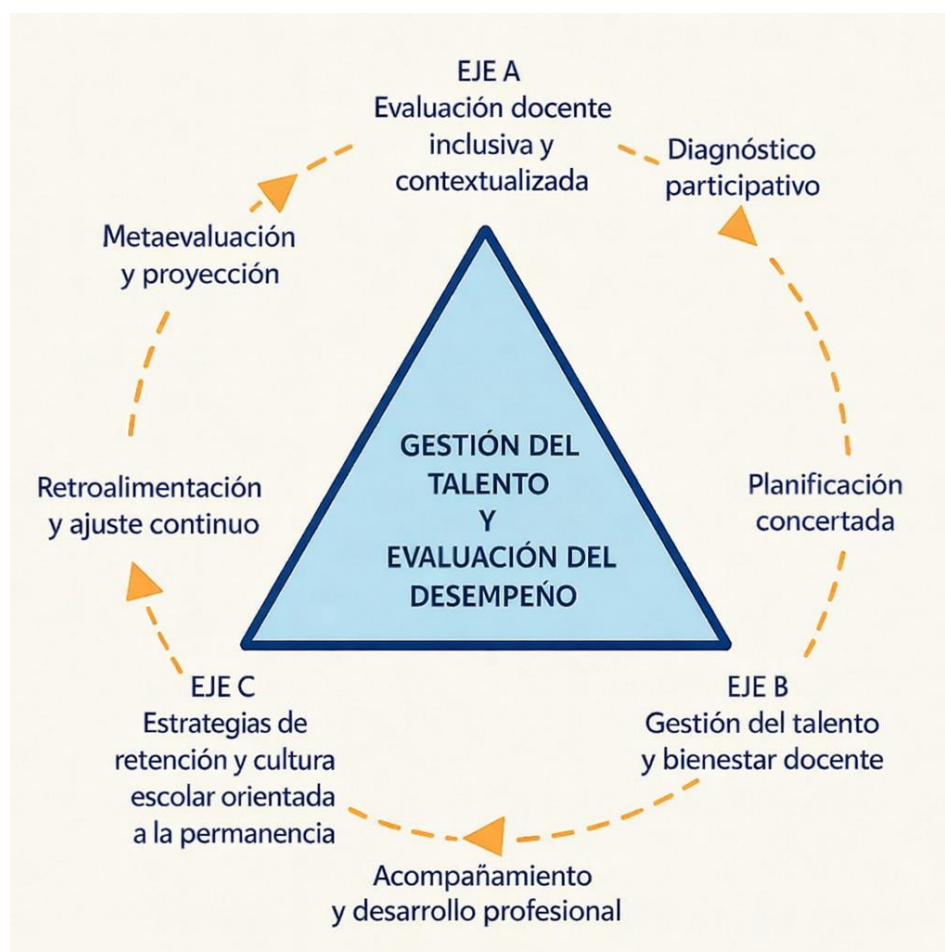 EJE A
Evaluación docente
inclusiva y
contextualizada
Diagnóstico
participativo
Planificación
concertada
EJE B
Gestión del talento
y bienestar docente
Acompañamiento
y desarrollo profesional
EJE C
Estrategias de
retención y cultura
escolar orientada
a la permanencia
Retroalimentación
y ajuste continuo
Metaevaluación
y proyección
GESTIÓN DEL
TALENTO
Y
EVALUACIÓN DEL
DESEMPEŃO